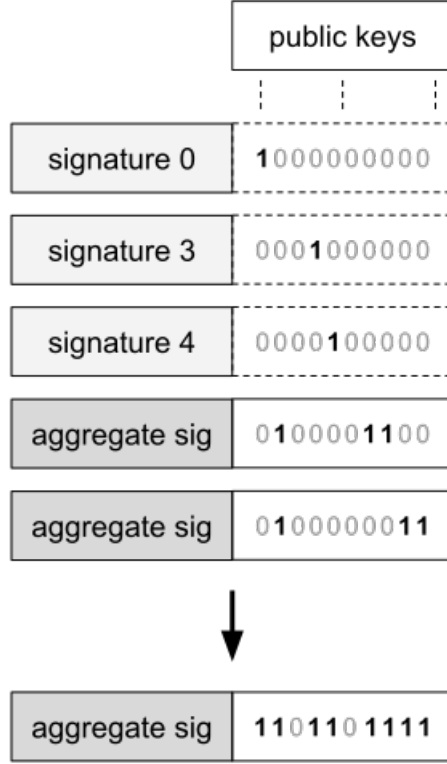 public keys
signature 0 1000000000
signature 3 0001000000
signature 4 0000100000
aggregate sig 0100001100
aggregate sig 0100000011
aggregate sig 1101101111